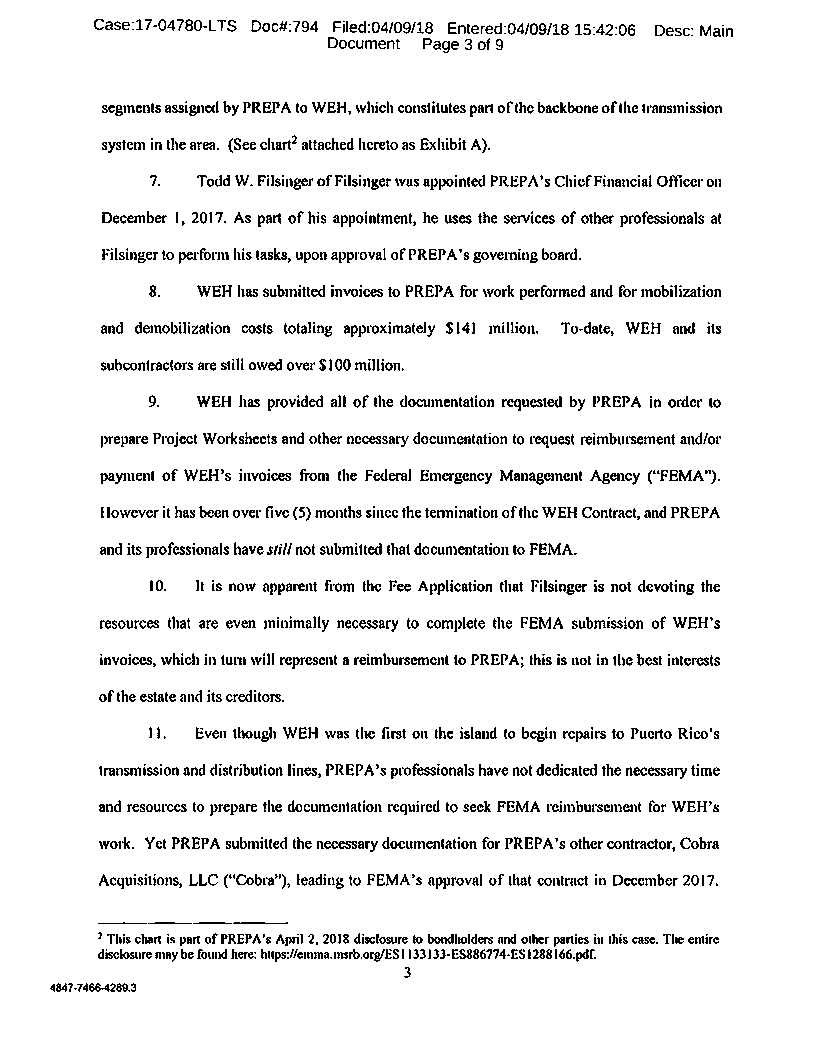 Case:17-04780-LTS Doc#:794 Filed:04/09/18 Entered:04/09/18 15:42:06 Desc: Main
Document Page 3 of 9
segments assigned by PREPA to WEH, which constitutes part of the backbone of the transmission
system in the area. (See chart² attached hereto as Exhibit A).
7. Todd W. Filsinger of Filsinger was appointed PREPA's Chief Financial Officer on
December 1, 2017. As part of his appointment, he uses the services of other professionals at
Filsinger to perform his tasks, upon approval of PREPA's governing board.
8. WEH has submitted invoices to PREPA for work performed and for mobilization
and demobilization costs totaling approximately $141 million. To-date, WEH and its
subcontractors are still owed over $100 million.
9. WEH has provided all of the documentation requested by PREPA in order to
prepare Project Worksheets and other necessary documentation to request reimbursement and/or
payment of WEH's invoices from the Federal Emergency Management Agency ("FEMA").
However it has been over five (5) months since the termination of the WEH Contract, and PREPA
and its professionals have still not submitted that documentation to FEMA.
10. It is now apparent from the Fee Application that Filsinger is not devoting the
resources that are even minimally necessary to complete the FEMA submission of WEH's
invoices, which in turn will represent a reimbursement to PREPA; this is not in the best interests
of the estate and its creditors.
11. Even though WEH was the first on the island to begin repairs to Puerto Rico's
transmission and distribution lines, PREPA's professionals have not dedicated the necessary time
and resources to prepare the documentation required to seek FEMA reimbursement for WEH's
work. Yet PREPA submitted the necessary documentation for PREPA's other contractor, Cobra
Acquisitions, LLC ("Cobra"), leading to FEMA's approval of that contract in December 2017.
² This chart is part of PREPA's April 2, 2018 disclosure to bondholders and other parties in this case. The entire
disclosure may be found here: https://emma.msrb.org/ES1133133-ES886774-ES1288166.pdf.
3
4847-7466-4289.3